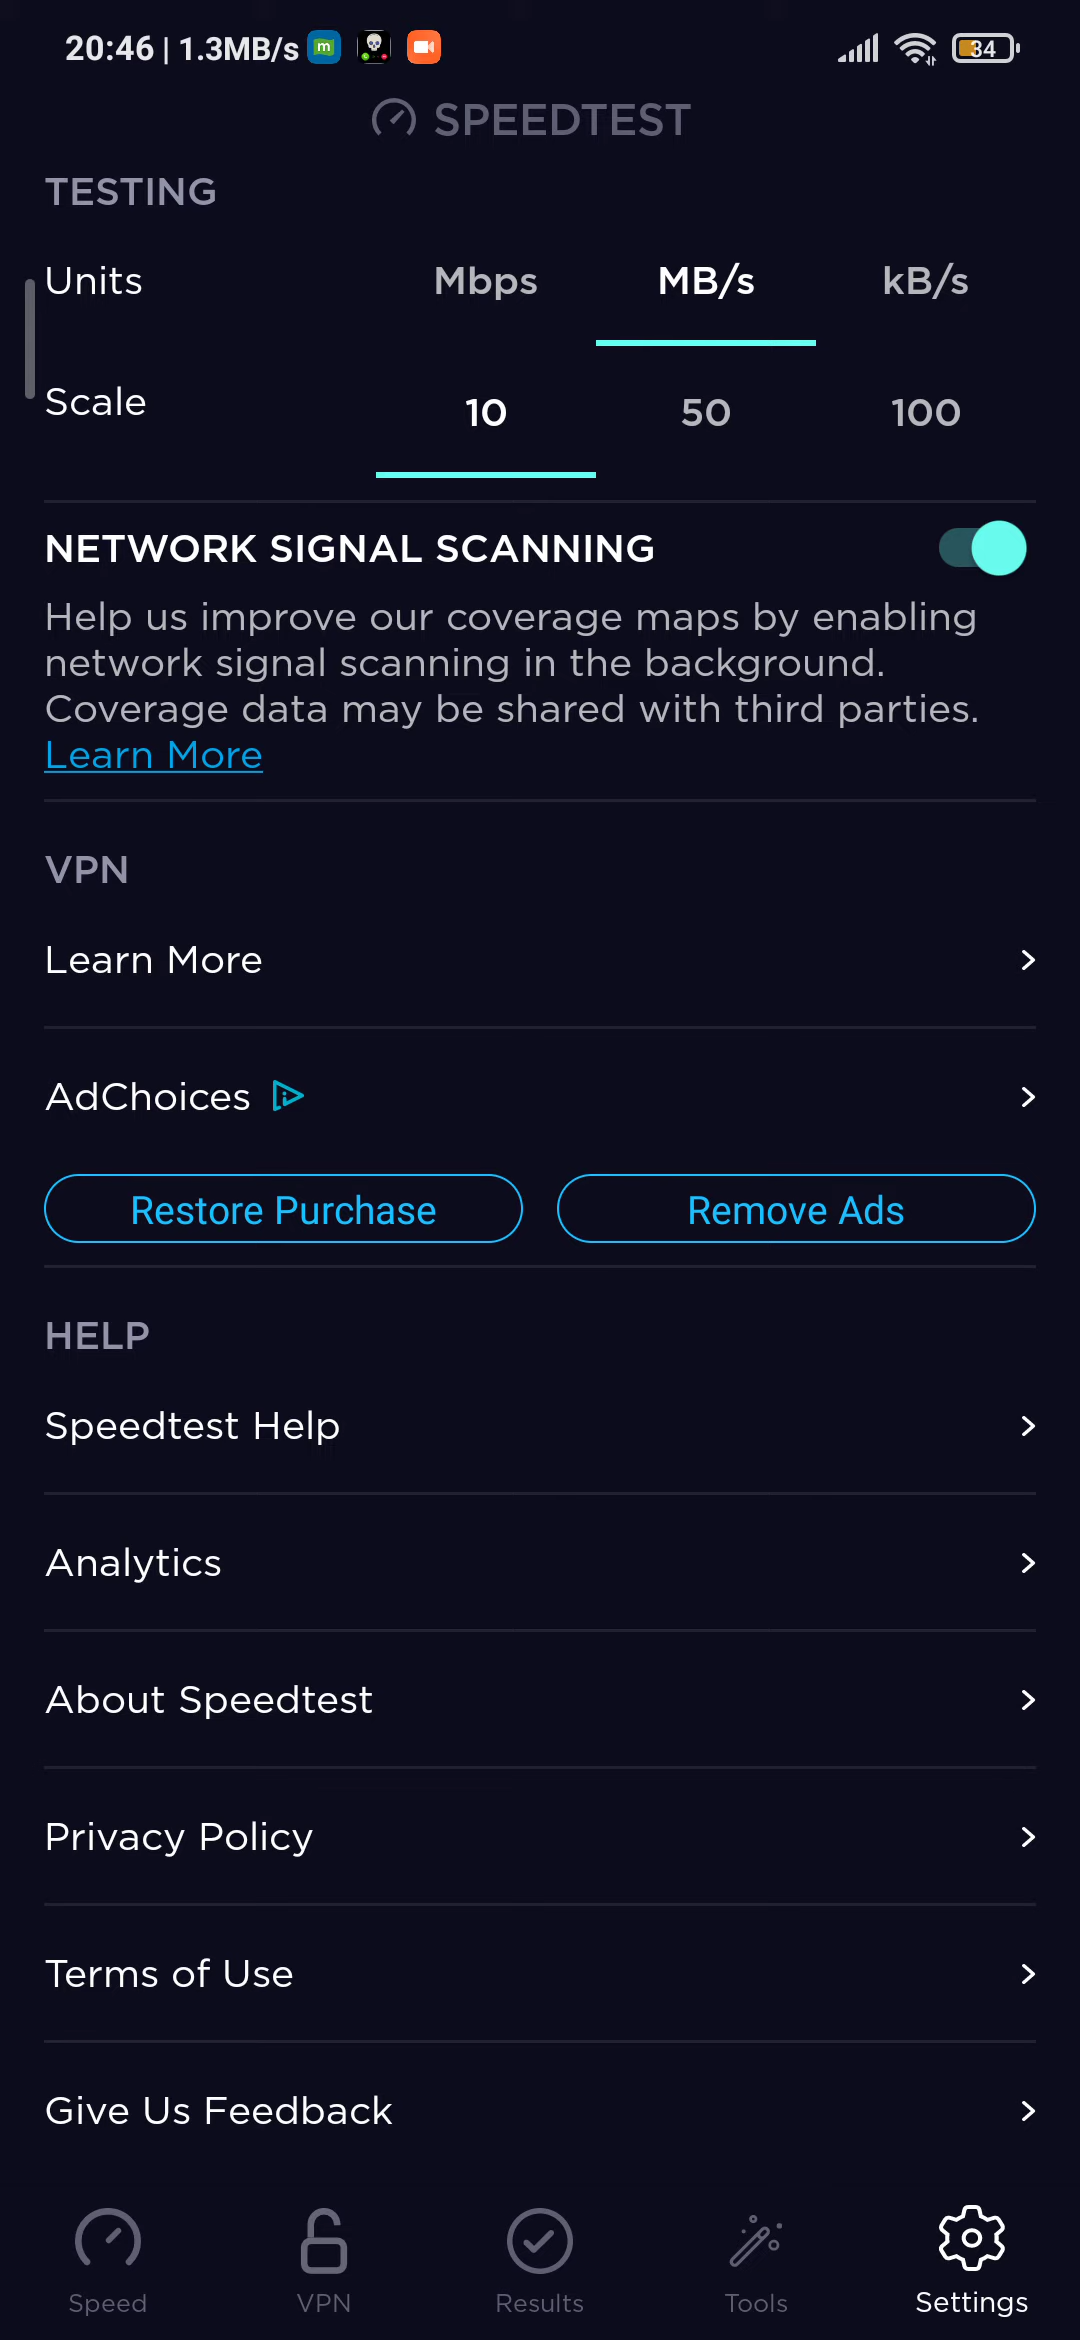 20:46 | 1.3MB/s m 34
SPEEDTEST
TESTING
Units Mbps MB/s kB/s
Scale 10 50 100
NETWORK SIGNAL SCANNING
Help us improve our coverage maps by enabling
network signal scanning in the background.
Coverage data may be shared with third parties.
Learn More
VPN
Learn More
AdChoices
Restore Purchase Remove Ads
HELP
Speedtest Help
Analytics
About Speedtest
Privacy Policy
Terms of Use
Give Us Feedback
Speed VPN Results Tools Settings